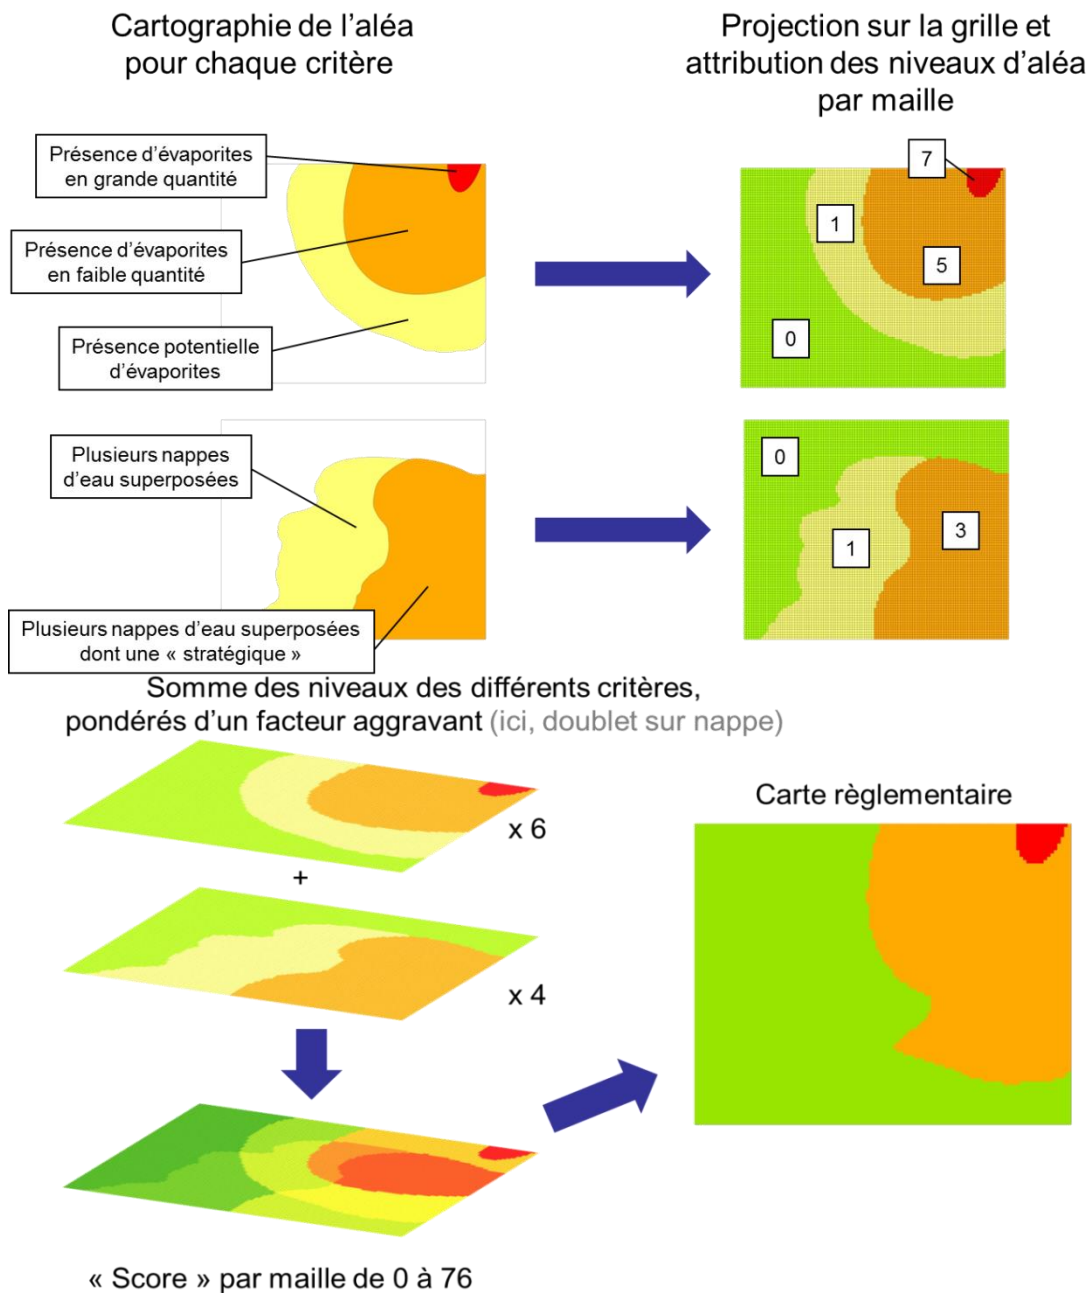 Cartographie de l'aléa
pour chaque critère
Projection sur la grille et
attribution des niveaux d'aléa
par maille
Présence d'évaporites
en grande quantité
Présence d'évaporites
en faible quantité
Présence potentielle
d'évaporites
7
1
5
0
Plusieurs nappes
d'eau superposées
Plusieurs nappes d'eau superposées
dont une « stratégique »
0
1
3
Somme des niveaux des différents critères,
pondérés d'un facteur aggravant (ici, doublet sur nappe)
x 6
+
x 4
Carte règlementaire
« Score » par maille de 0 à 76